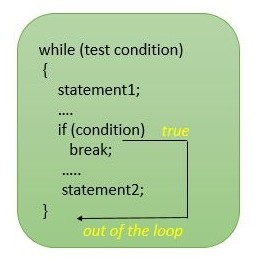 while (test condition)
{
statement1;
....
if (condition) true
break;
.....
statement2;
}
out of the loop